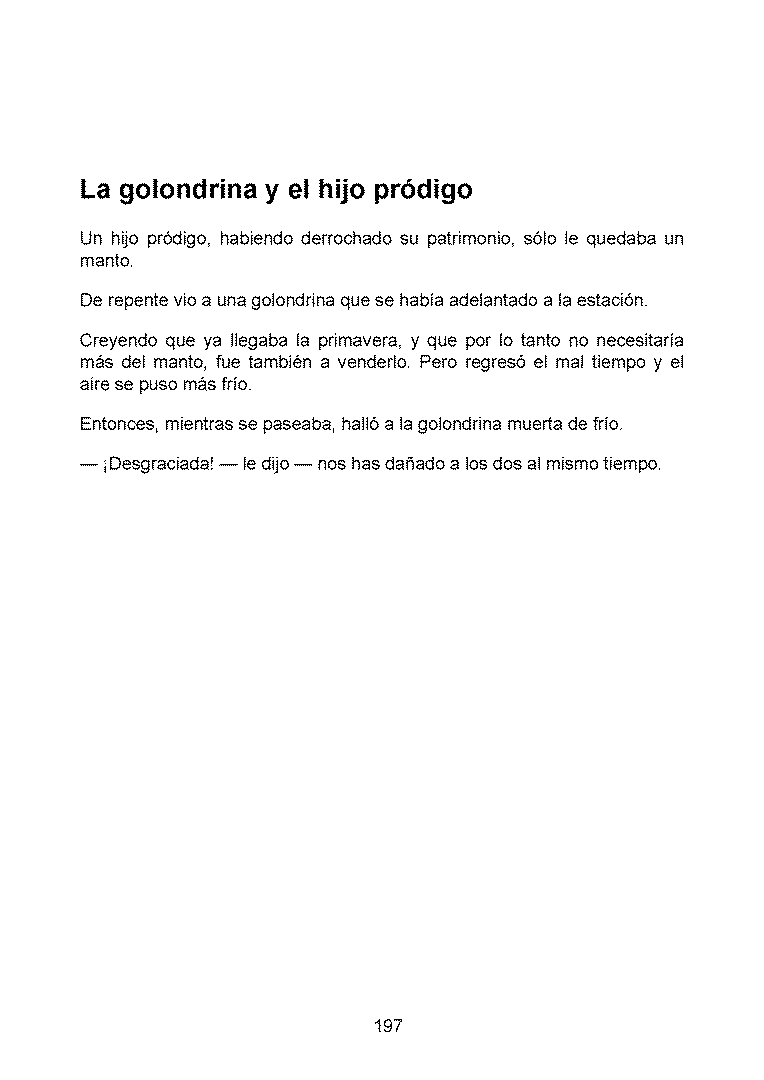 La golondrina y el hijo pródigo
Un hijo pródigo, habiendo derrochado su patrimonio, sólo le quedaba un
manto.
De repente vio a una golondrina que se había adelantado a la estación.
Creyendo que ya llegaba la primavera, y que por lo tanto no necesitaría
más del manto, fue también a venderlo. Pero regresó el mal tiempo y el
aire se puso más frío.
Entonces, mientras se paseaba, halló a la golondrina muerta de frío.
— ¡Desgraciada! — le dijo — nos has dañado a los dos al mismo tiempo.
197